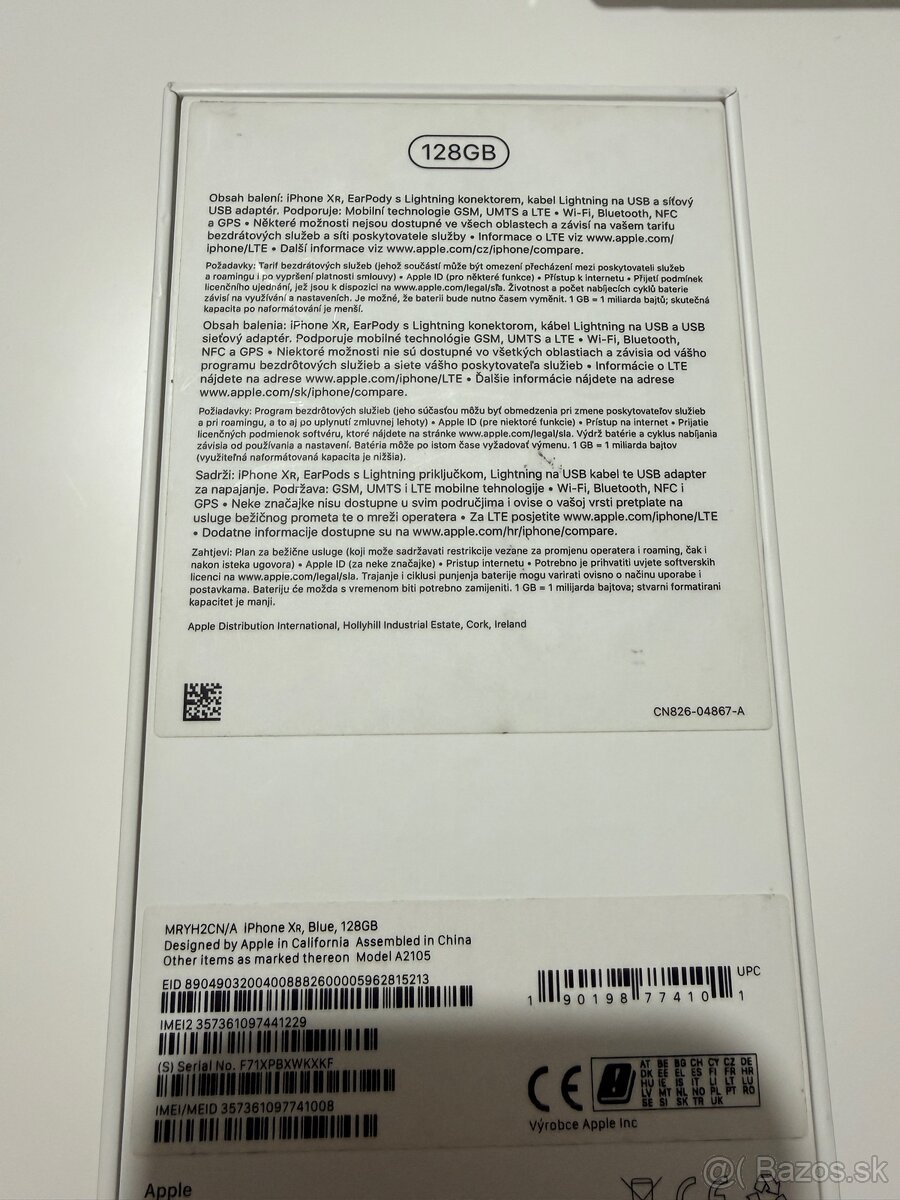 128GB
Obsah balení: iPhone XR, EarPody s Lightning konektorem, kabel Lightning na USB a síťový
USB adaptér. Podporuje: Mobilní technologie GSM, UMTS a LTE • Wi-Fi, Bluetooth, NFC
a GPS • Některé možnosti nejsou dostupné ve všech oblastech a závisí na vašem tarifu
bezdrátových služeb a síti poskytovatele služby • Informace o LTE viz www.apple.com/
iphone/LTE • Další informace viz www.apple.com/cz/iphone/compare.
Požadavky: Tarif bezdrátových služeb (jehož součástí může být omezení přecházení mezi poskytovateli služeb
a roamingu i po vypršení platnosti smlouvy) • Apple ID (pro některé funkce) • Přístup k internetu • Přijetí podmínek
licenčního ujednání, jež jsou k dispozici na www.apple.com/legal/sla. Životnost a počet nabíjecích cyklů baterie
závisí na využívání a nastaveních. Je možné, že baterii bude nutno časem vyměnit. 1 GB = 1 miliarda bajtů; skutečná
kapacita po naformátování je menší.
Obsah balenia: iPhone XR, EarPody s Lightning konektorom, kábel Lightning na USB a USB
sieťový adaptér. Podporuje mobilné technológie GSM, UMTS a LTE • Wi-Fi, Bluetooth,
NFC a GPS • Niektoré možnosti nie sú dostupné vo všetkých oblastiach a závisia od vášho
programu bezdrôtových služieb a siete vášho poskytovateľa služieb • Informácie o LTE
nájdete na adrese www.apple.com/iphone/LTE • Ďalšie informácie nájdete na adrese
www.apple.com/sk/iphone/compare.
Požiadavky: Program bezdrôtových služieb (jeho súčasťou môžu byť obmedzenia pri zmene poskytovateľov služieb
a pri roamingu, a to aj po uplynutí zmluvnej lehoty) • Apple ID (pre niektoré funkcie) • Prístup na internet • Prijatie
licenčných podmienok softvéru, ktoré nájdete na stránke www.apple.com/legal/sla. Výdrž batérie a cyklus nabíjania
závisia od používania a nastavení. Batéria môže po istom čase vyžadovať výmenu. 1 GB = 1 miliarda bajtov
(využiteľná naformátovaná kapacita je nižšia).
Sadrži: iPhone XR, EarPods s Lightning priključkom, Lightning na USB kabel te USB adapter
za napajanje. Podržava: GSM, UMTS i LTE mobilne tehnologije • Wi-Fi, Bluetooth, NFC i
GPS • Neke značajke nisu dostupne u svim područjima i ovise o vašoj vrsti pretplate na
usluge bežičnog prometa te o mreži operatera • Za LTE posjetite www.apple.com/iphone/LTE
• Dodatne informacije dostupne su na www.apple.com/hr/iphone/compare.
Zahtjevi: Plan za bežične usluge (koji može sadržavati restrikcije vezane za promjenu operatera i roaming, čak i
nakon isteka ugovora) • Apple ID (za neke značajke) • Pristup internetu • Potrebno je prihvatiti uvjete softverskih
licenci na www.apple.com/legal/sla. Trajanje i ciklusi punjenja baterije mogu varirati ovisno o načinu uporabe i
postavkama. Bateriju će možda s vremenom biti potrebno zamijeniti. 1 GB = 1 milijarda bajtova; stvarni formatirani
kapacitet je manji.
Apple Distribution International, Hollyhill Industrial Estate, Cork, Ireland
CN826-04867-A
MRYH2CN/A iPhone XR, Blue, 128GB
Designed by Apple in California Assembled in China
Other items as marked thereon Model A2105
EID 89049032004008882600005962815213
UPC
1 90198 77410 1
IMEI2 357361097441229
(S) Serial No. F71XPBXWKXKF
IMEI/MEID 357361097741008
CE
AT BE BG CH CY CZ DE
DK EE EL ES FI FR HR
HU IE IS IT LI LT LU
LV MT NL NO PL PT RO
SE SI SK TR UK
Výrobce Apple Inc
Apple
@( Bazos.sk